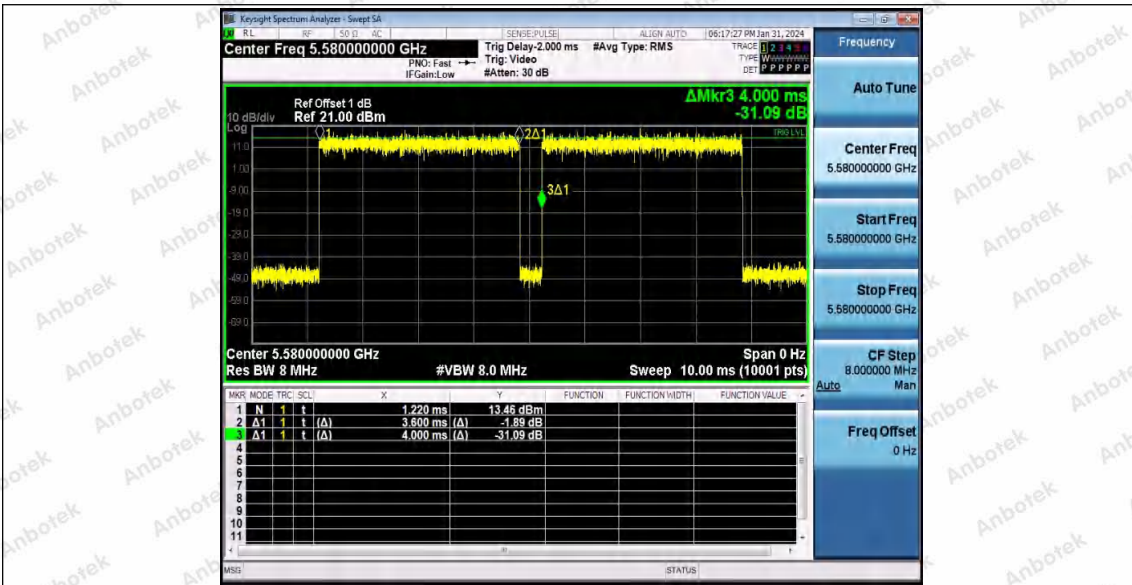 Keysight Spectrum Analyzer - Swept SA
RL RF 50 Ω AC SENSE:PULSE ALIGN AUTO 06:17:27 PM Jan 31, 2024
Center Freq 5.580000000 GHz
PNO: Fast
IFGain:Low
Trig Delay-2.000 ms
Trig: Video
#Atten: 30 dB
#Avg Type: RMS
TRACE 1 2 3 4 5 6
TYPE W
DET P P P P P P
ΔMkr3 4.000 ms
-31.09 dB
Ref Offset 1 dB
10 dB/div Ref 21.00 dBm
Log
TRIG LVL
11.0
1.00
-9.00
-19.0
-29.0
-39.0
-49.0
-59.0
-69.0
1
2Δ1
3Δ1
Center 5.580000000 GHz Span 0 Hz
Res BW 8 MHz #VBW 8.0 MHz Sweep 10.00 ms (10001 pts)
MKR MODE TRC SCL X Y FUNCTION FUNCTION WIDTH FUNCTION VALUE
1 N 1 t 1.220 ms 13.46 dBm
2 Δ1 1 t (Δ) 3.600 ms (Δ) -1.89 dB
3 Δ1 1 t (Δ) 4.000 ms (Δ) -31.09 dB
4
5
6
7
8
9
10
11
MSG STATUS
Frequency
Auto Tune
Center Freq
5.580000000 GHz
Start Freq
5.580000000 GHz
Stop Freq
5.580000000 GHz
CF Step
8.000000 MHz
Auto Man
Freq Offset
0 Hz
Anbotek